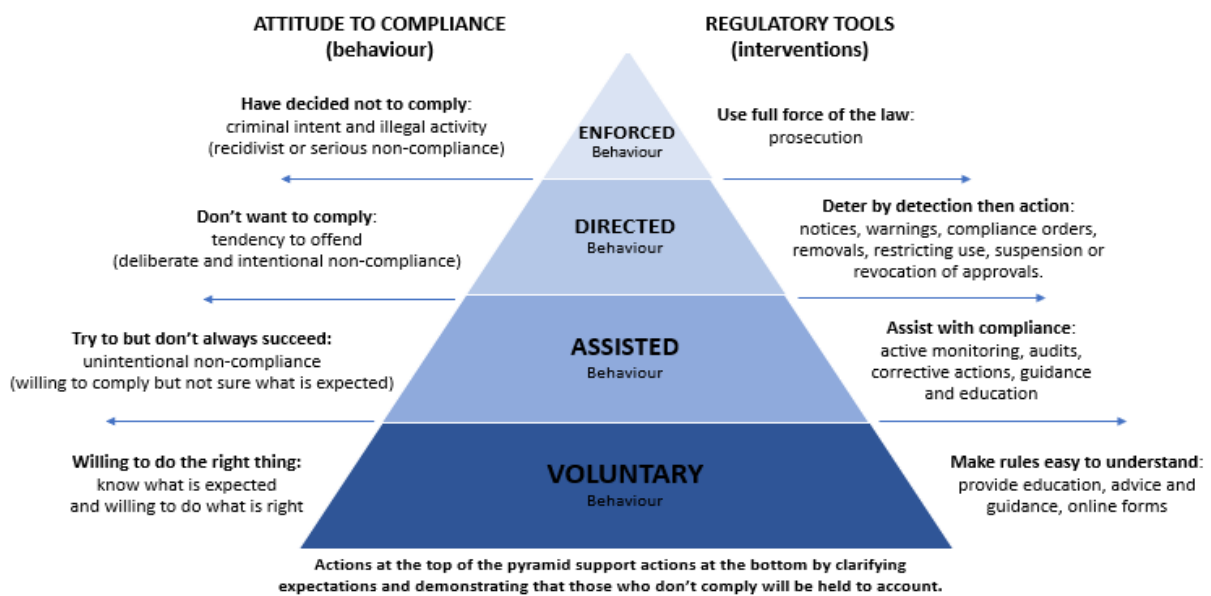 ATTITUDE TO COMPLIANCE
(behaviour)
REGULATORY TOOLS
(interventions)
Have decided not to comply:
criminal intent and illegal activity
(recidivist or serious non-compliance)
ENFORCED
Behaviour
Use full force of the law:
prosecution
Don't want to comply:
tendency to offend
(deliberate and intentional non-compliance)
DIRECTED
Behaviour
Deter by detection then action:
notices, warnings, compliance orders,
removals, restricting use, suspension or
revocation of approvals.
Try to but don't always succeed:
unintentional non-compliance
(willing to comply but not sure what is expected)
ASSISTED
Behaviour
Assist with compliance:
active monitoring, audits,
corrective actions, guidance
and education
Willing to do the right thing:
know what is expected
and willing to do what is right
VOLUNTARY
Behaviour
Make rules easy to understand:
provide education, advice and
guidance, online forms
Actions at the top of the pyramid support actions at the bottom by clarifying
expectations and demonstrating that those who don't comply will be held to account.